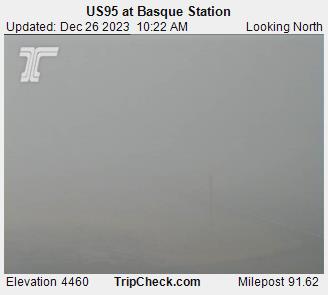 US95 at Basque Station
Updated: Dec 26 2023 10:22 AM Looking North
Elevation 4460 TripCheck.com Milepost 91.62